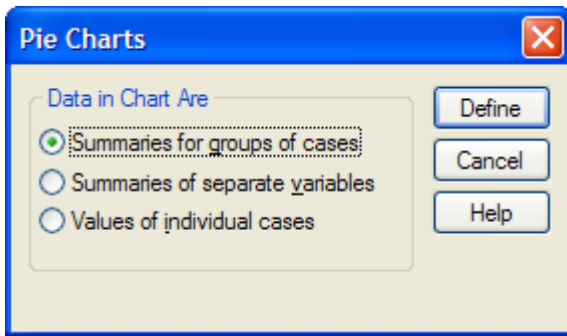 Pie Charts
Data in Chart Are
Summaries for groups of cases
Summaries of separate variables
Values of individual cases
Define
Cancel
Help